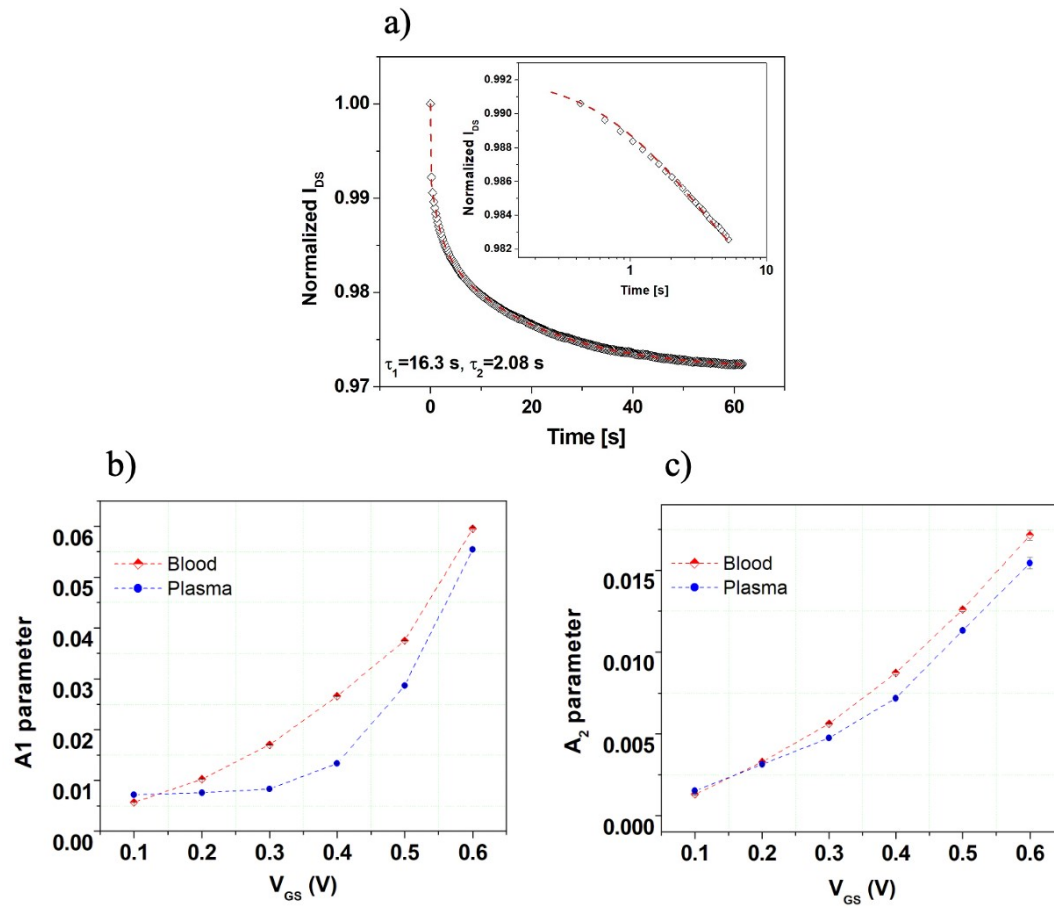 a)
1.00
0.99
0.98
0.97
Normalized I_DS
0 20 40 60
Time [s]
τ1=16.3 s, τ2=2.08 s
0.992
0.990
0.988
0.986
0.984
0.982
Normalized I_DS
1 10
Time [s]
b)
0.06
0.05
0.04
0.03
0.02
0.01
0.00
A1 parameter
Blood
Plasma
0.1 0.2 0.3 0.4 0.5 0.6
V_GS (V)
c)
0.015
0.010
0.005
0.000
A_2 parameter
Blood
Plasma
0.1 0.2 0.3 0.4 0.5 0.6
V_GS (V)